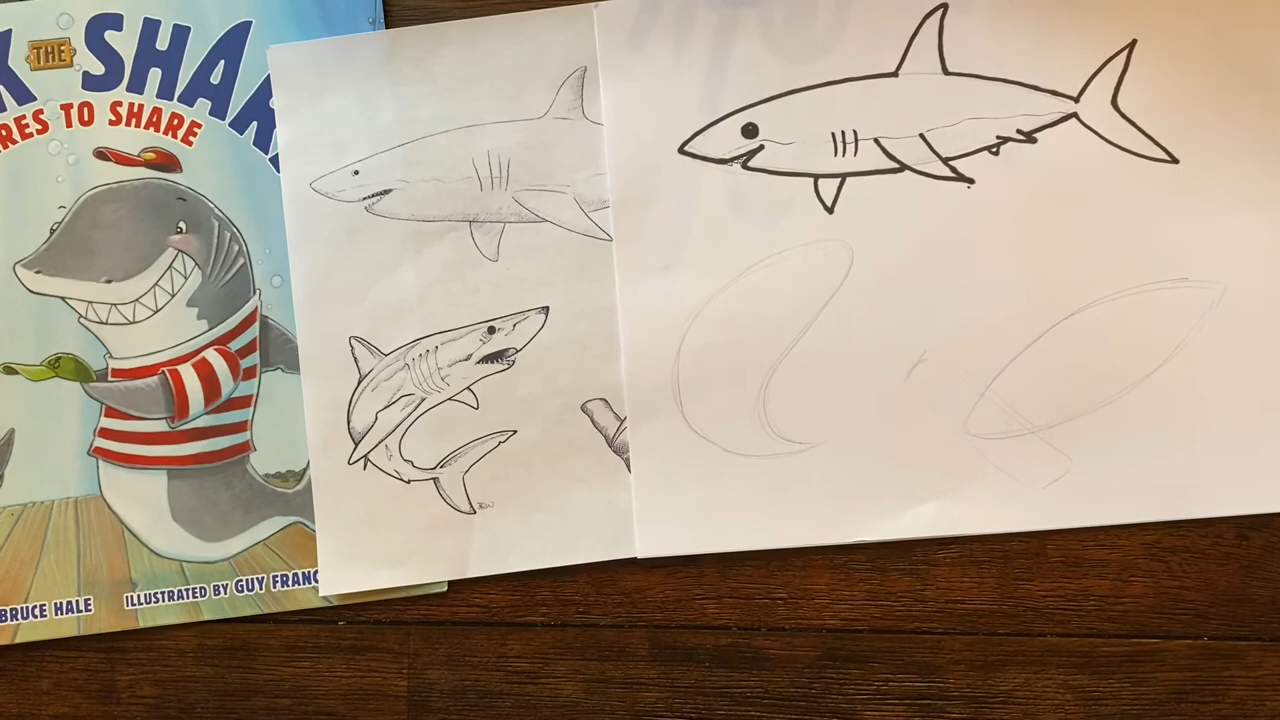 K THE SHAR
RES TO SHARE
BRUCE HALE
ILLUSTRATED BY GUY FRANC